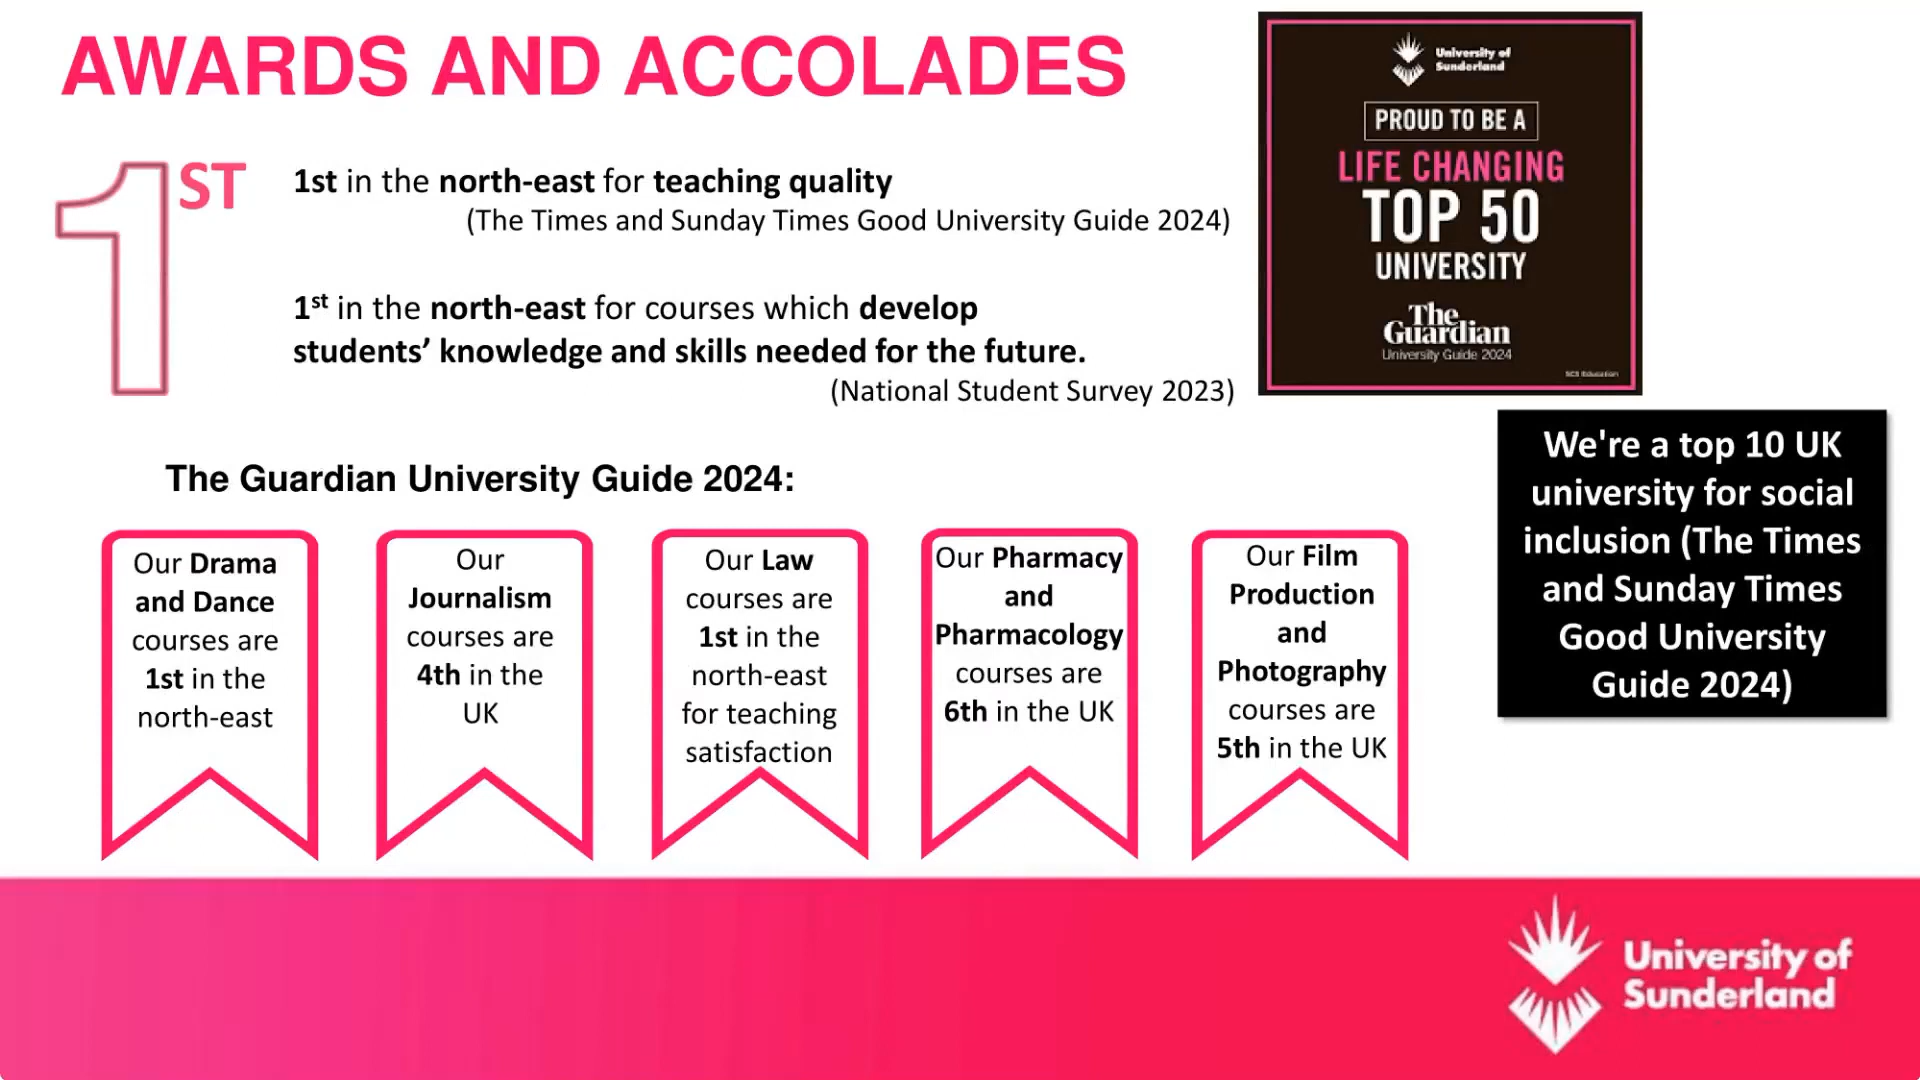 AWARDS AND ACCOLADES
1ST
1st in the north-east for teaching quality
(The Times and Sunday Times Good University Guide 2024)
1st in the north-east for courses which develop
students’ knowledge and skills needed for the future.
(National Student Survey 2023)
University of
Sunderland
PROUD TO BE A
LIFE CHANGING
TOP 50
UNIVERSITY
The
Guardian
University Guide 2024
We're a top 10 UK
university for social
inclusion (The Times
and Sunday Times
Good University
Guide 2024)
The Guardian University Guide 2024:
Our Drama
and Dance
courses are
1st in the
north-east
Our
Journalism
courses are
4th in the
UK
Our Law
courses are
1st in the
north-east
for teaching
satisfaction
Our Pharmacy
and
Pharmacology
courses are
6th in the UK
Our Film
Production
and
Photography
courses are
5th in the UK
University of
Sunderland